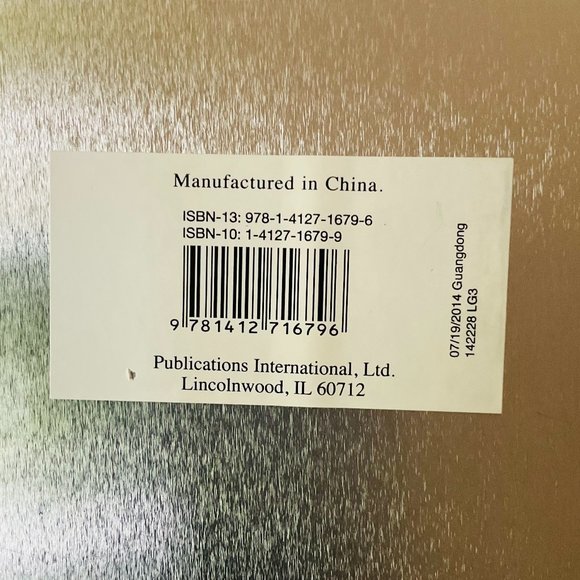 Manufactured in China.
ISBN-13: 978-1-4127-1679-6
ISBN-10: 1-4127-1679-9
9 781412 716796
Publications International, Ltd.
Lincolnwood, IL 60712
07/19/2014 Guangdong
142228 LG3